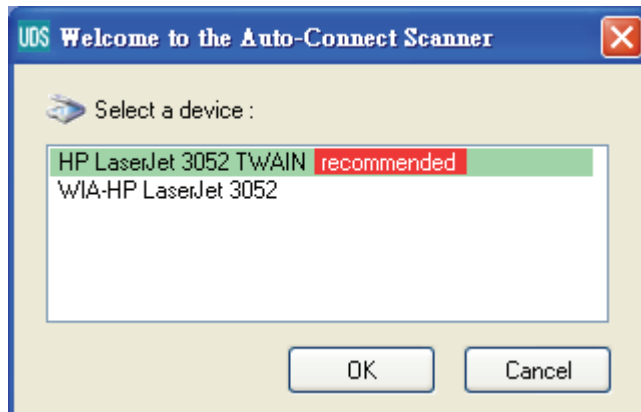 UDS Welcome to the Auto-Connect Scanner
Select a device :
HP LaserJet 3052 TWAIN recommended
WIA-HP LaserJet 3052
OK Cancel